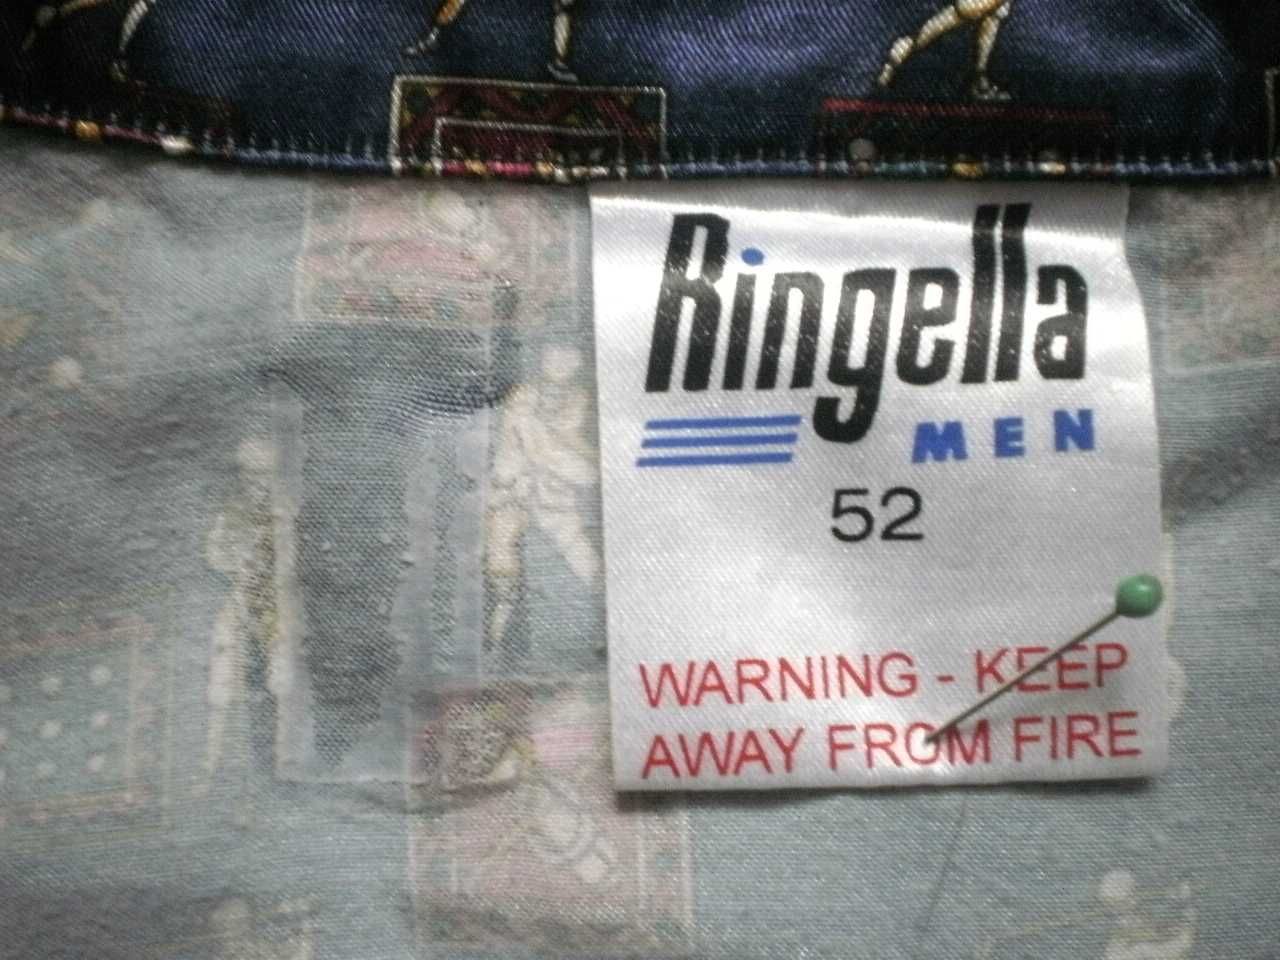 Ringella
MEN
52
WARNING - KEEP
AWAY FROM FIRE